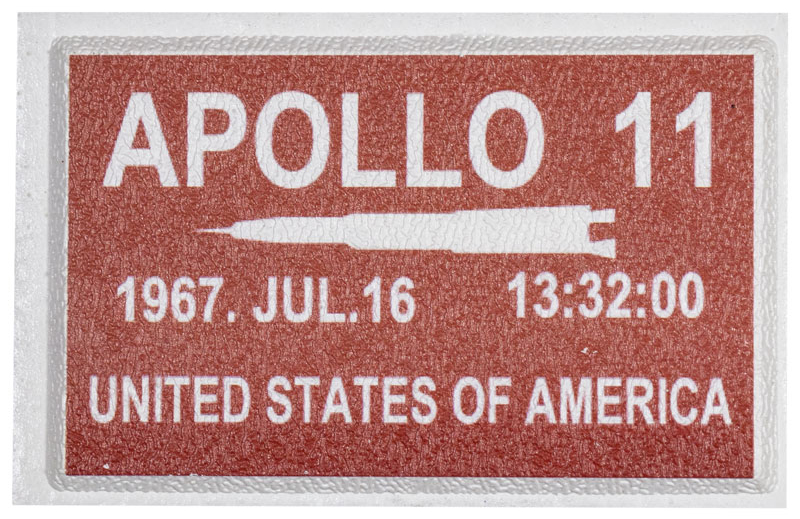 APOLLO 11
1967. JUL.16 13:32:00
UNITED STATES OF AMERICA